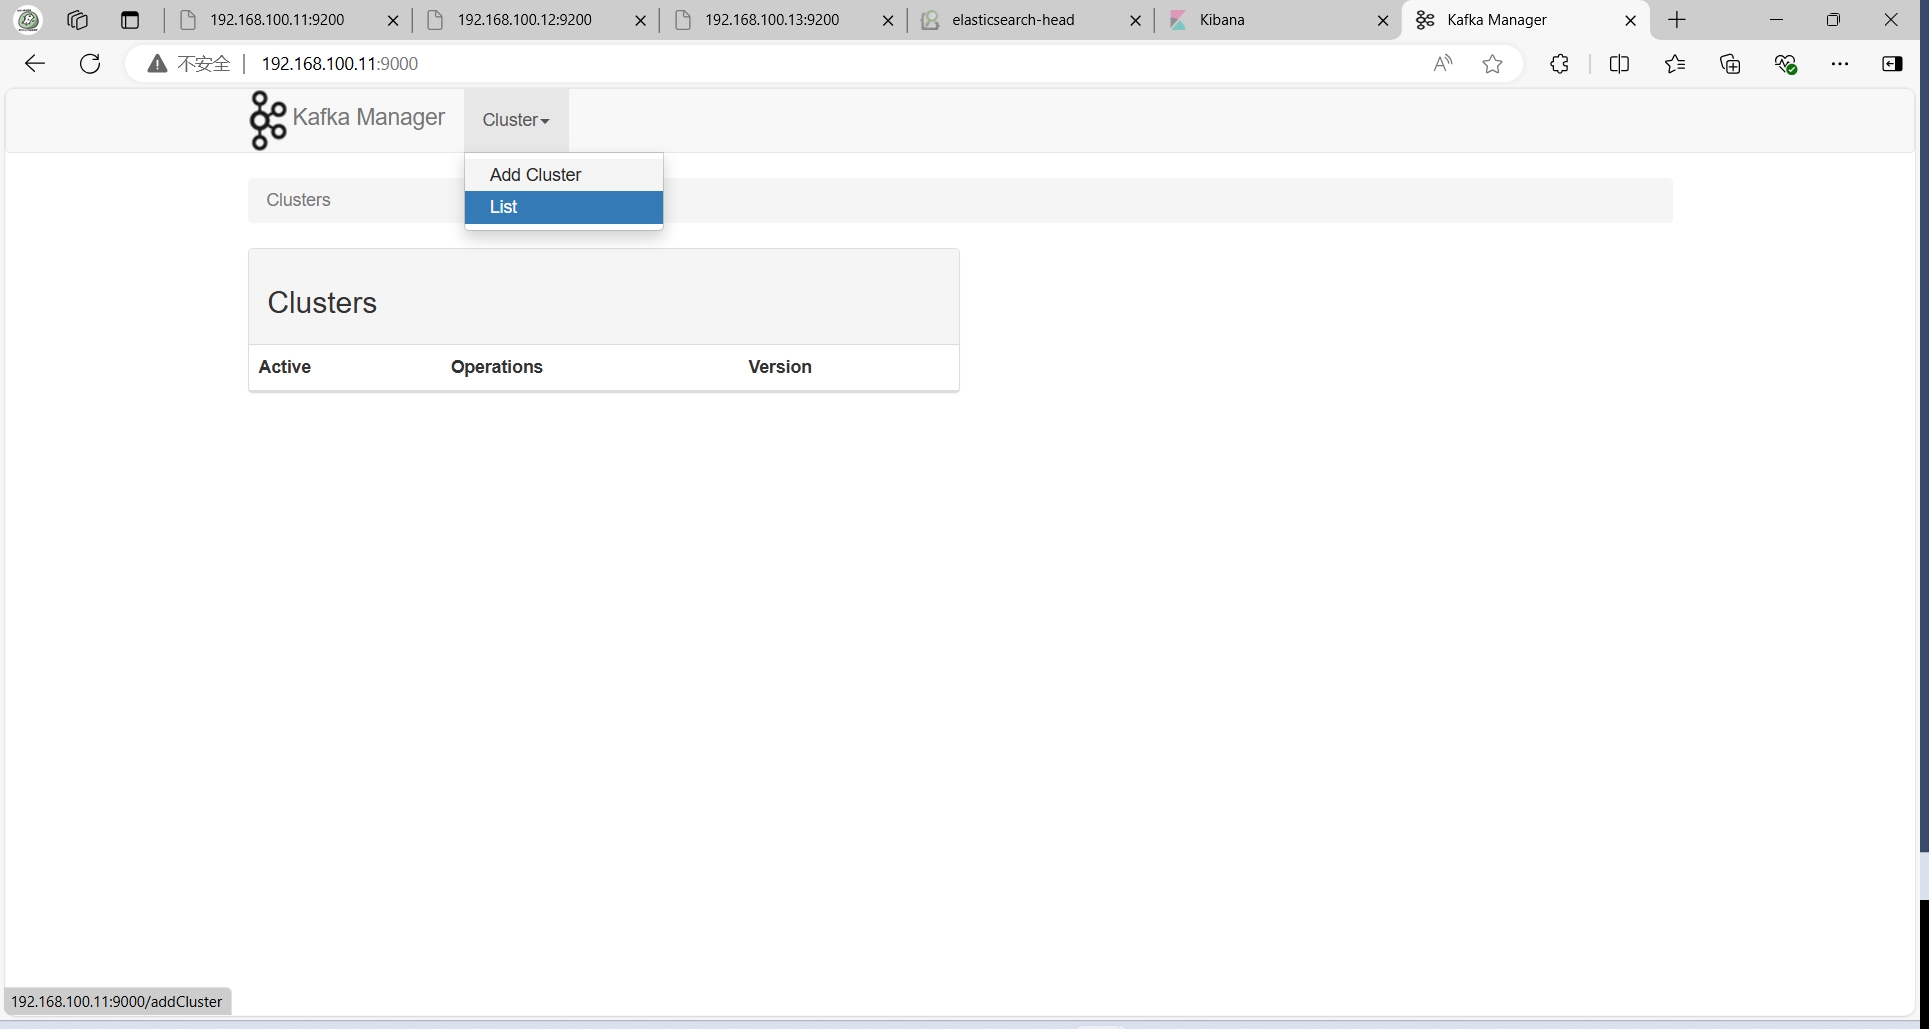 192.168.100.11:9200
192.168.100.12:9200
192.168.100.13:9200
elasticsearch-head
Kibana
Kafka Manager
不安全
192.168.100.11:9000
Kafka Manager
Cluster
Add Cluster
List
Clusters
Clusters
Active Operations Version
192.168.100.11:9000/addCluster